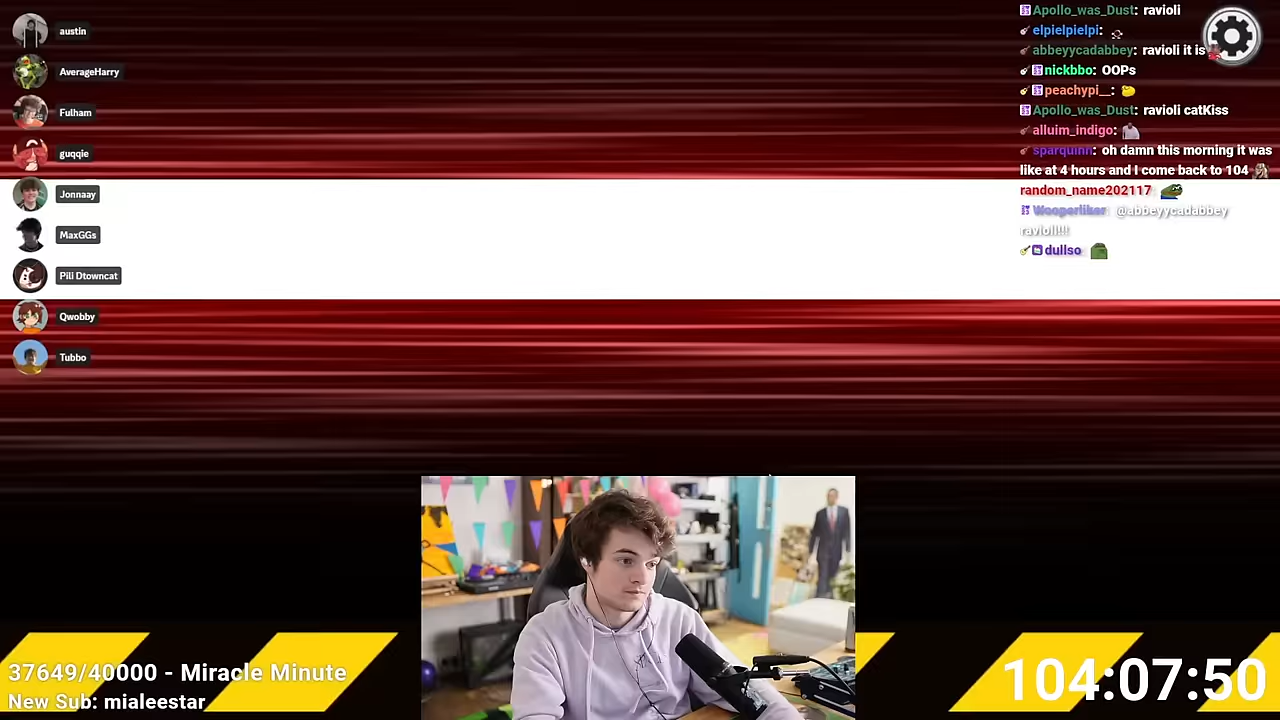 austin
AverageHarry
Fulham
guqqie
Jonnaay
MaxGGs
Pili Dtowncat
Qwobby
Tubbo
Apollo_was_Dust: ravioli
elpielpielpi:
abbeyycadabbey: ravioli it is
nickbbo: OOPs
peachypi__:
Apollo_was_Dust: ravioli catKiss
alluim_indigo:
sparquinn: oh damn this morning it was
like at 4 hours and I come back to 104
random_name202117
Wooperliker: @abbeyycadabbey
ravioli!!!
dullso
37649/40000 - Miracle Minute
New Sub: mialeestar
104:07:50